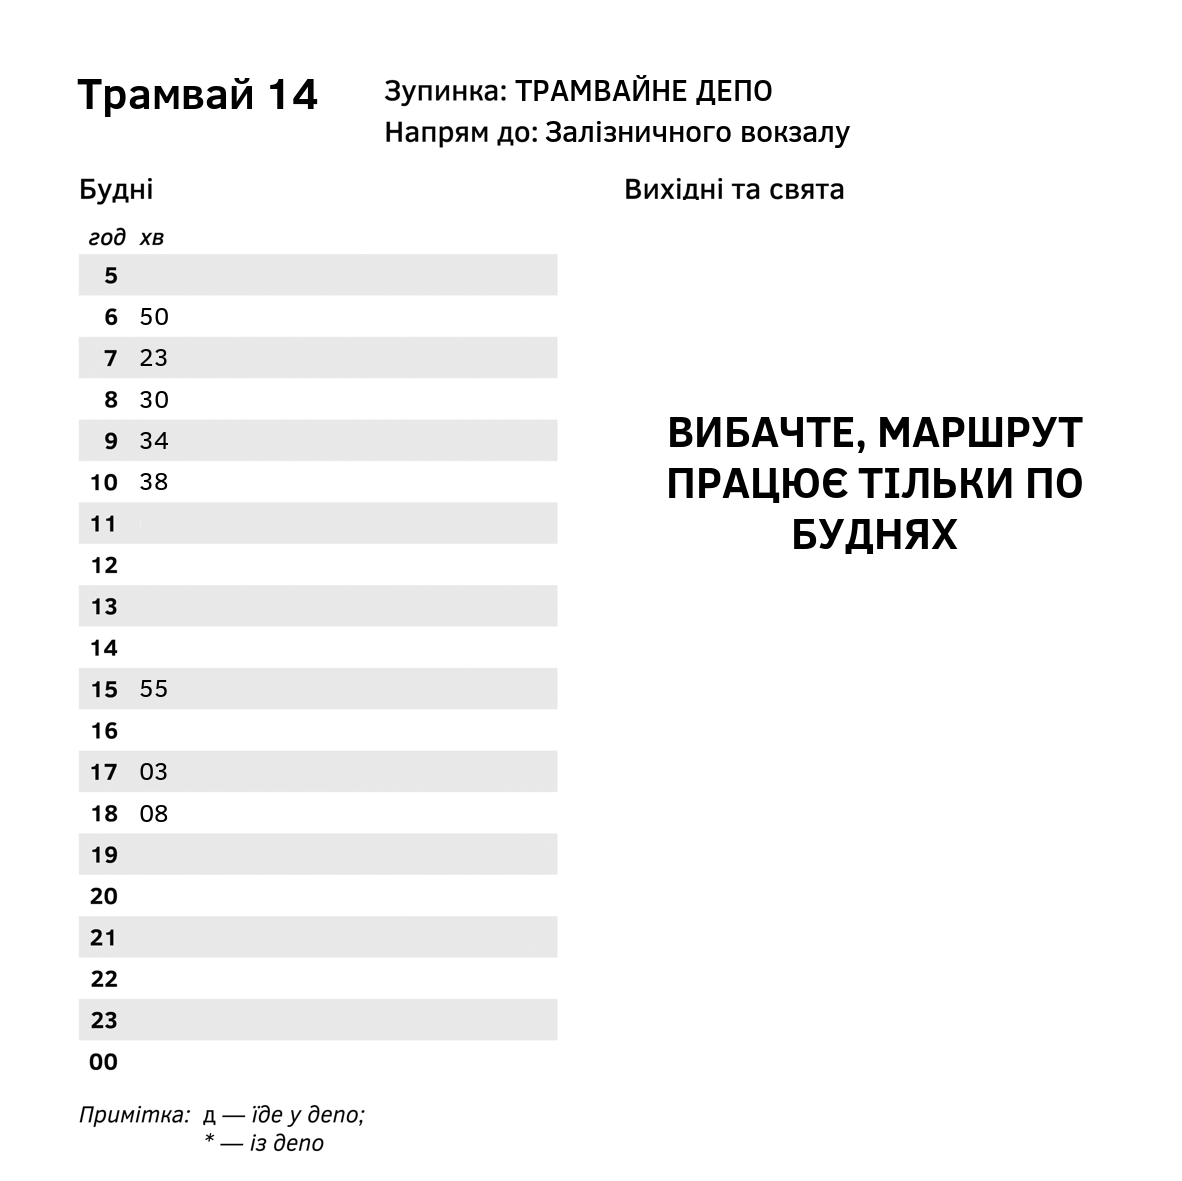 Трамвай 14
Зупинка: ТРАМВАЙНЕ ДЕПО
Напрям до: Залізничного вокзалу
Будні
год хв
5
6 50
7 23
8 30
9 34
10 38
11
12
13
14
15 55
16
17 03
18 08
19
20
21
22
23
00
Вихідні та свята
ВИБАЧТЕ, МАРШРУТ
ПРАЦЮЄ ТІЛЬКИ ПО
БУДНЯХ
Примітка: д — їде у депо;
* — із депо